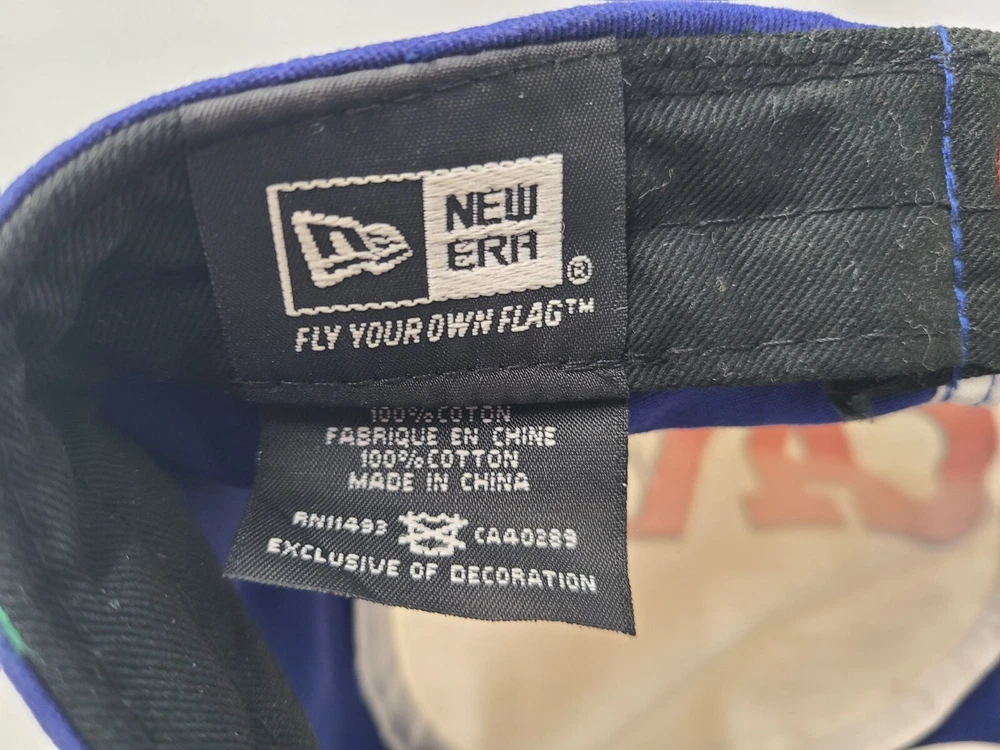 NEW
ERA®
FLY YOUR OWN FLAG™
100% COTON
FABRIQUE EN CHINE
100% COTTON
MADE IN CHINA
RN11493 CA40389
EXCLUSIVE OF DECORATION